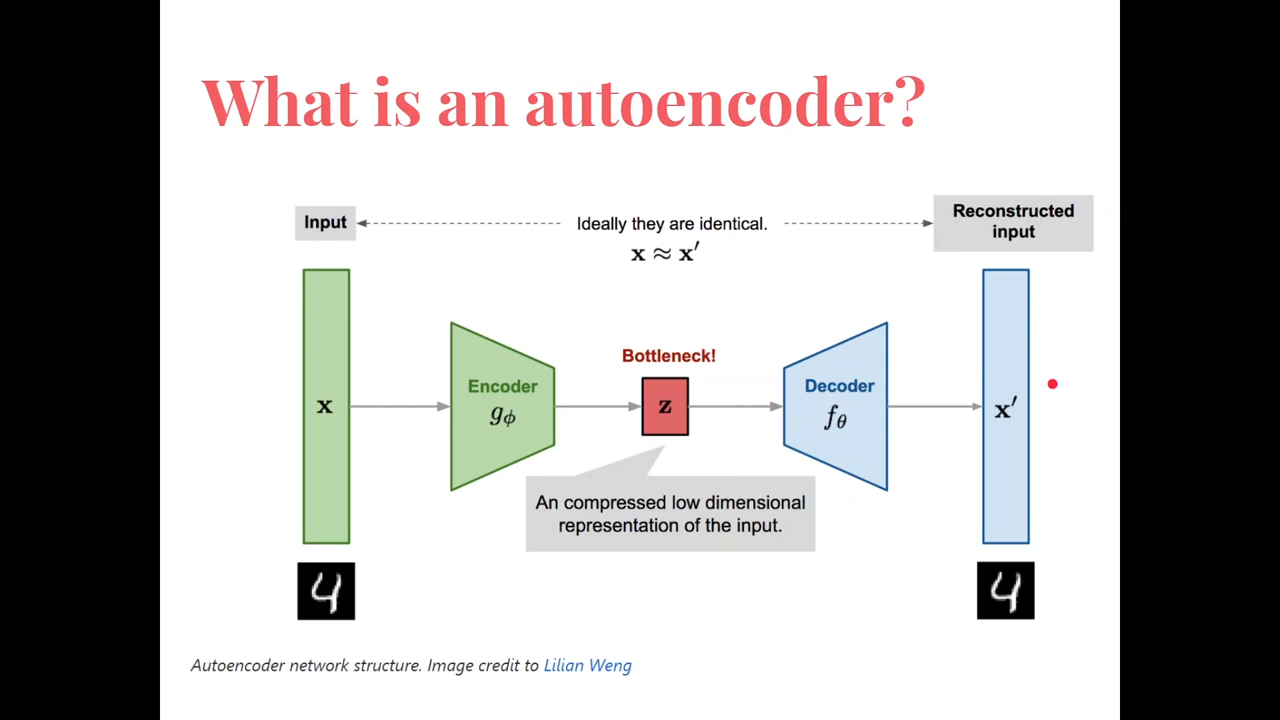 What is an autoencoder?
Input
Ideally they are identical.
x ≈ x′
Reconstructed
input
Bottleneck!
x
Encoder
gϕ
z
Decoder
fθ
x′
An compressed low dimensional
representation of the input.
4
4
Autoencoder network structure. Image credit to Lilian Weng